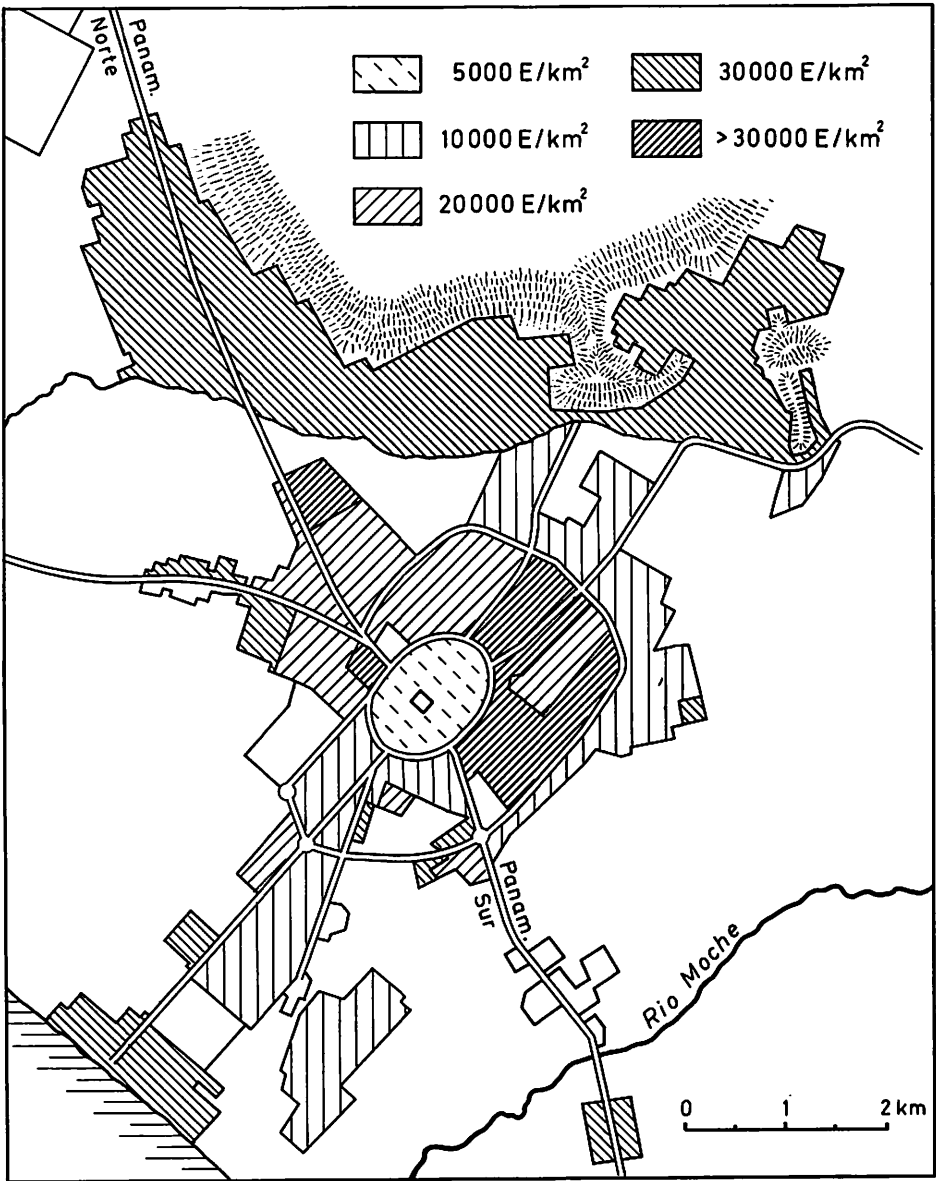 Panam.
Norte
5000 E/km²
10000 E/km²
20000 E/km²
30000 E/km²
>30000 E/km²
Panam.
Sur
Rio Moche
0 1 2 km